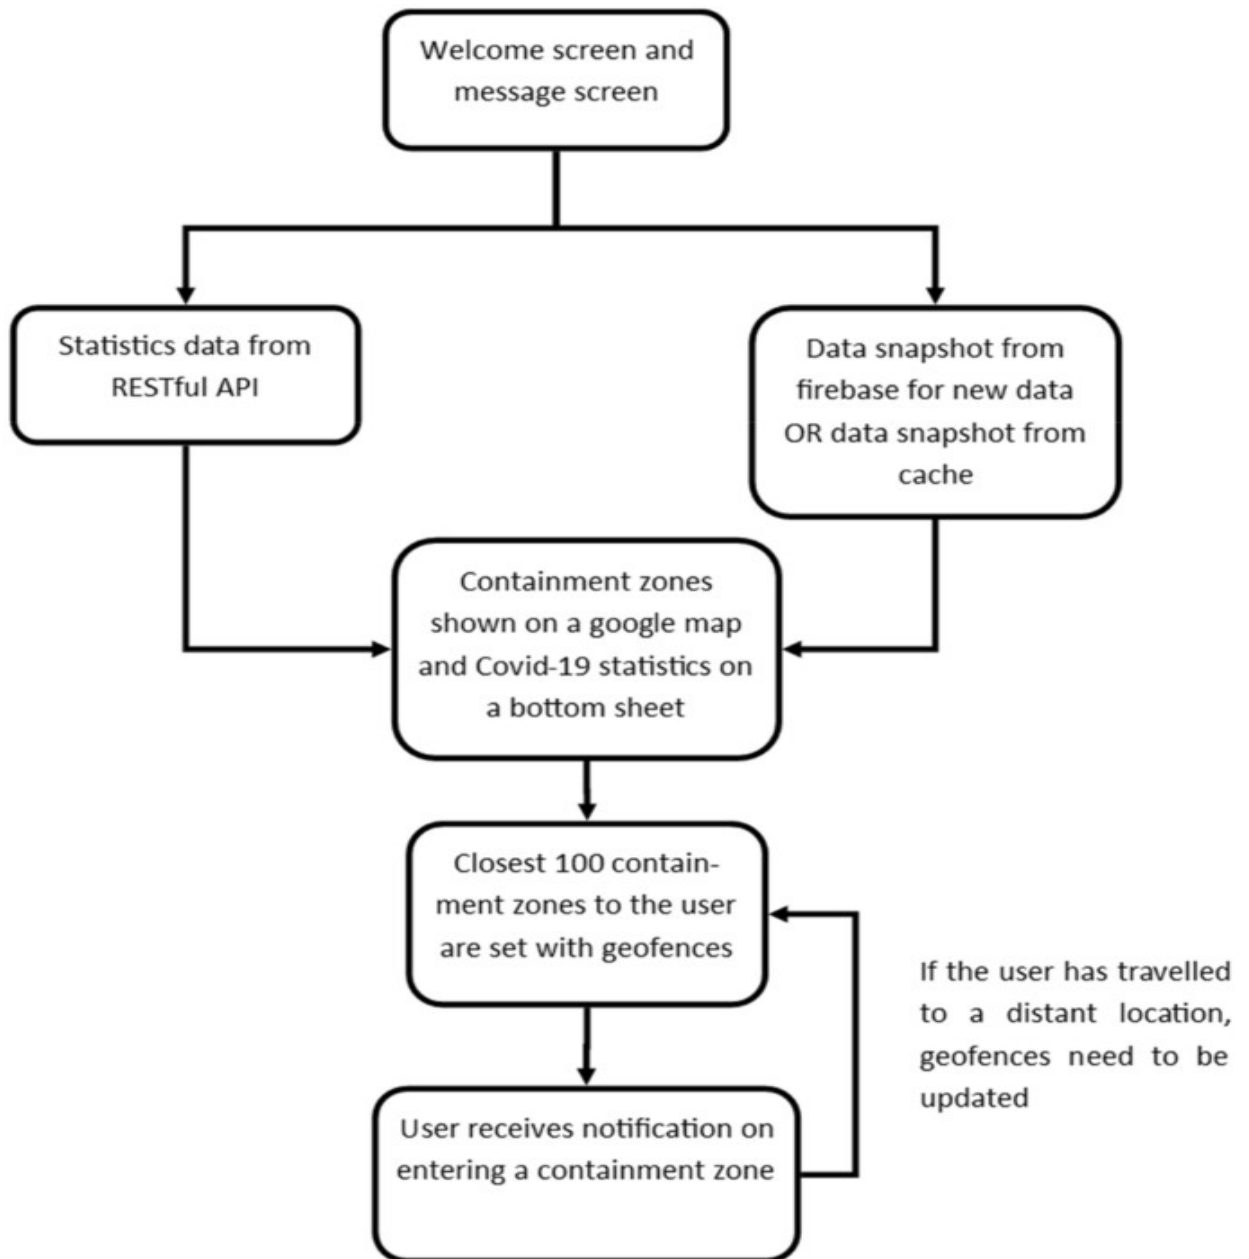 Welcome screen and
message screen
Statistics data from
RESTful API
Data snapshot from
firebase for new data
OR data snapshot from
cache
Containment zones
shown on a google map
and Covid-19 statistics on
a bottom sheet
Closest 100 contain-
ment zones to the user
are set with geofences
If the user has travelled
to a distant location,
geofences need to be
updated
User receives notification on
entering a containment zone